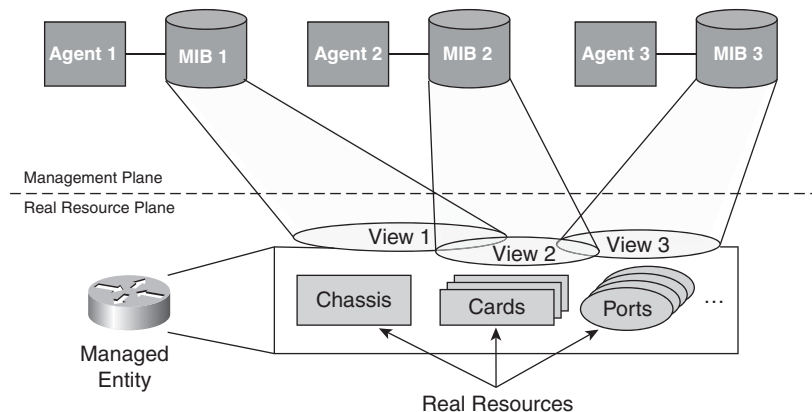 Agent 1
MIB 1
Agent 2
MIB 2
Agent 3
MIB 3
Management Plane
Real Resource Plane
View 1
View 2
View 3
Chassis
Cards
Ports
...
Managed
Entity
Real Resources